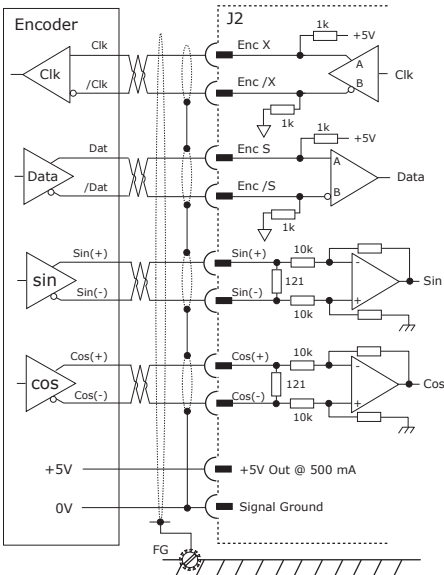 Encoder
J2
Clk
Enc X
1k
+5V
Clk
A
B
Clk
/Clk
Enc /X
1k
Dat
Enc S
1k
+5V
Data
A
B
Data
/Dat
Enc /S
1k
Sin(+)
Sin(+)
10k
-
sin
121
Sin
Sin(-)
Sin(-)
+
10k
Cos(+)
Cos(+)
10k
-
cos
121
Cos
Cos(-)
Cos(-)
+
10k
+5V
+5V Out @ 500 mA
0V
Signal Ground
FG